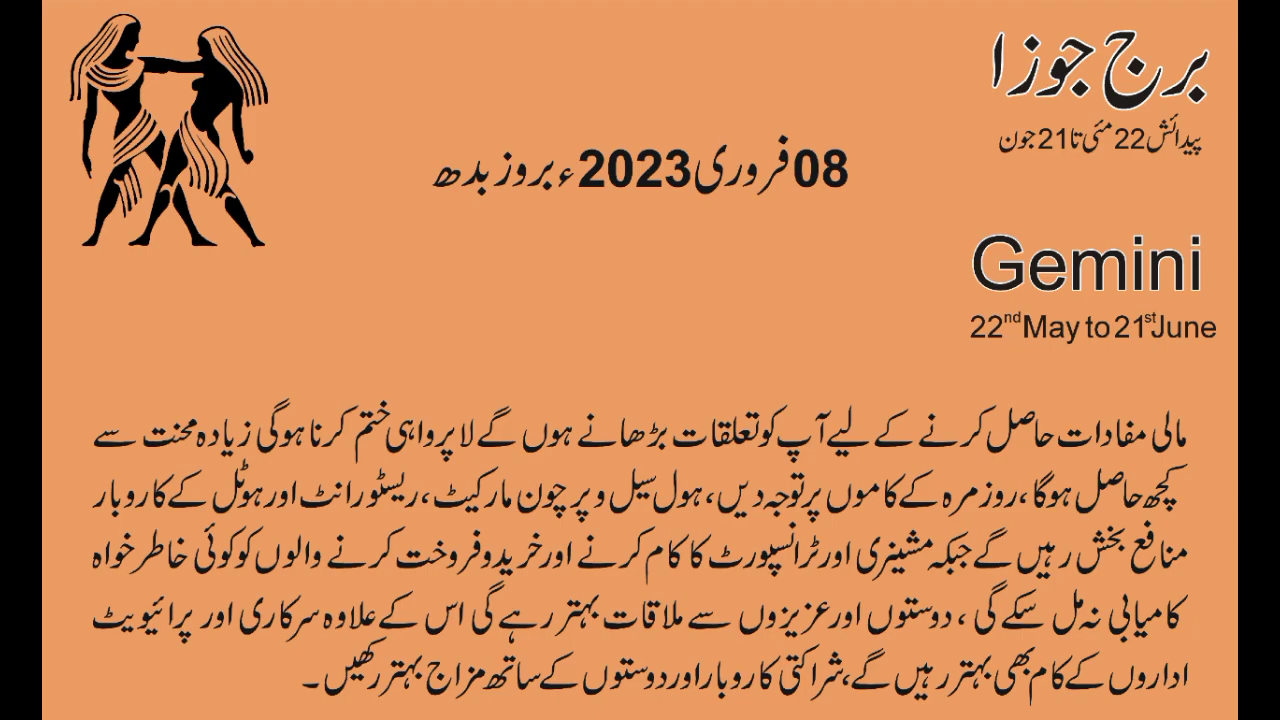 برج جوزا
پیدائش 22 مئی تا 21 جون
08 فروری 2023ء بروز بدھ
Gemini
22nd May to 21st June
مالی مفادات حاصل کرنے کے لیے آپ کو تعلقات بڑھانے ہوں گے لا پرواہی ختم کرنا ہوگی زیادہ محنت سے
کچھ حاصل ہوگا، روز مرہ کے کاموں پر توجہ دیں، ہول سیل و پرچون مارکیٹ، ریسٹورانٹ اور ہوٹل کے کاروبار
منافع بخش رہیں گے جبکہ مشینری اور ٹرانسپورٹ کا کام کرنے اور خرید و فروخت کرنے والوں کو کوئی خاطر خواہ
کامیابی نہ مل سکے گی، دوستوں اور عزیزوں سے ملاقات بہتر رہے گی اس کے علاوہ سرکاری اور پرائیویٹ
اداروں کے کام بھی بہتر رہیں گے، شراکتی کاروبار اور دوستوں کے ساتھ مزاج بہتر رکھیں۔